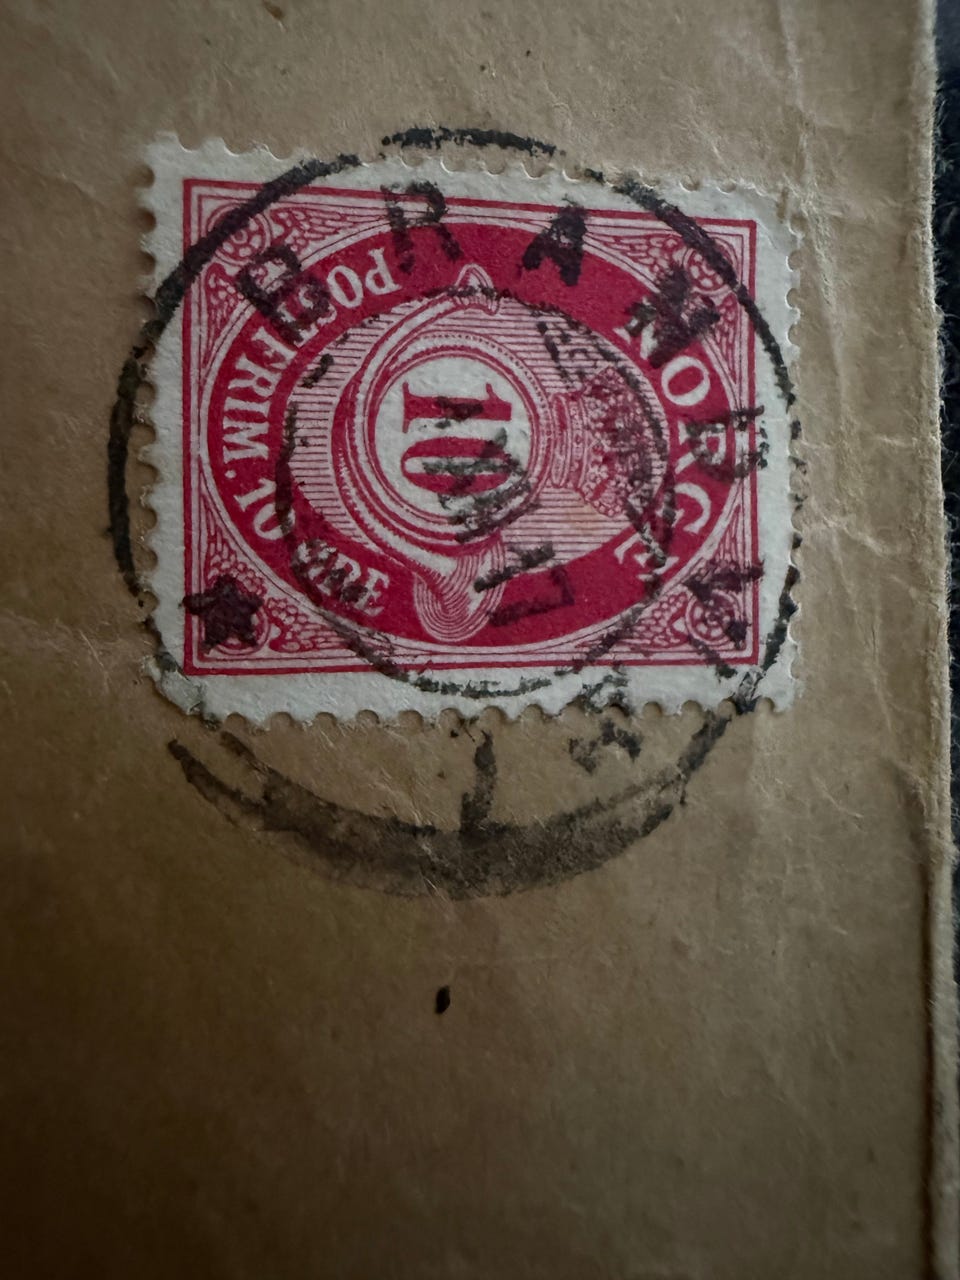 NORGE
POSTFRIM. 10 ØRE
10
BRANDVAL